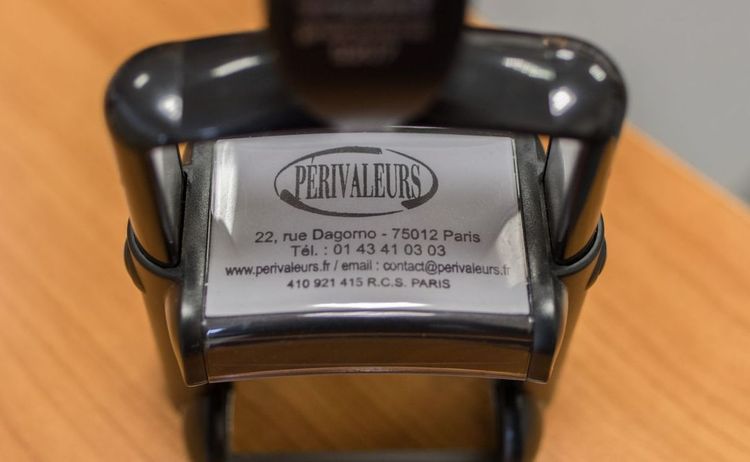 PÉRIVALEURS
22, rue Dagorno - 75012 Paris
Tél. : 01 43 41 03 03
www.perivaleurs.fr / email : contact@perivaleurs.fr
410 921 415 R.C.S. PARIS